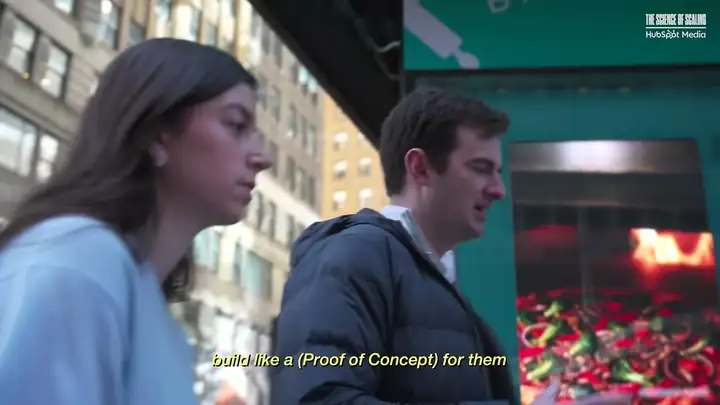 THE SCIENCE OF SCALING
HubSpot Media
build like a (Proof of Concept) for them